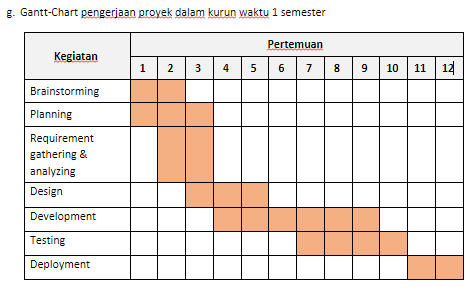 g. Gantt-Chart pengerjaan proyek dalam kurun waktu 1 semester
Kegiatan
Pertemuan
1 2 3 4 5 6 7 8 9 10 11 12
Brainstorming
Planning
Requirement
gathering &
analyzing
Design
Development
Testing
Deployment